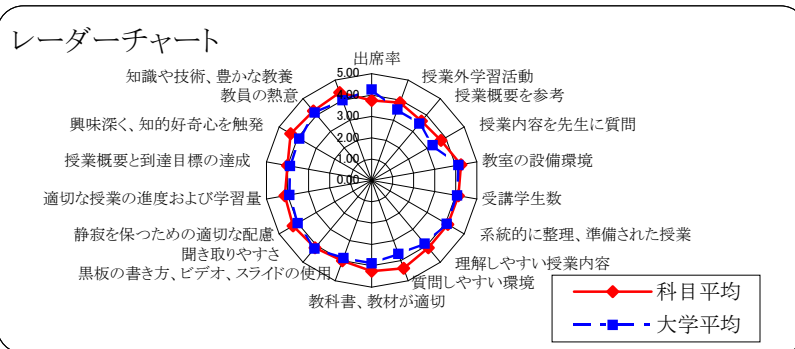 レーダーチャート
出席率
授業外学習活動
授業概要を参考
授業内容を先生に質問
教室の設備環境
受講学生数
系統的に整理、準備された授業
理解しやすい授業内容
質問しやすい環境
教科書、教材が適切
黒板の書き方、ビデオ、スライドの使用
聞き取りやすさ
静寂を保つための適切な配慮
適切な授業の進度および学習量
授業概要と到達目標の達成
興味深く、知的好奇心を触発
教員の熱意
知識や技術、豊かな教養
5.00
4.00
3.00
2.00
1.00
0.00
科目平均
大学平均